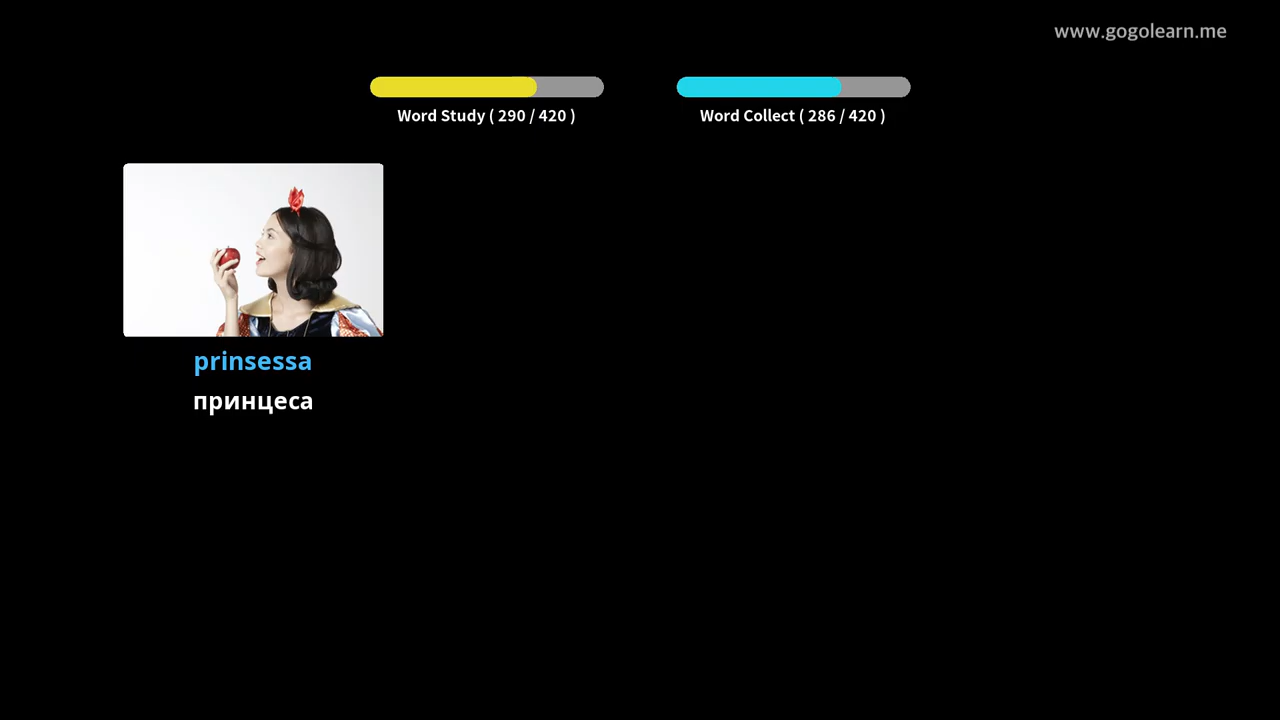 www.gogolearn.me
Word Study ( 290 / 420 )
Word Collect ( 286 / 420 )
prinsessa
принцеса